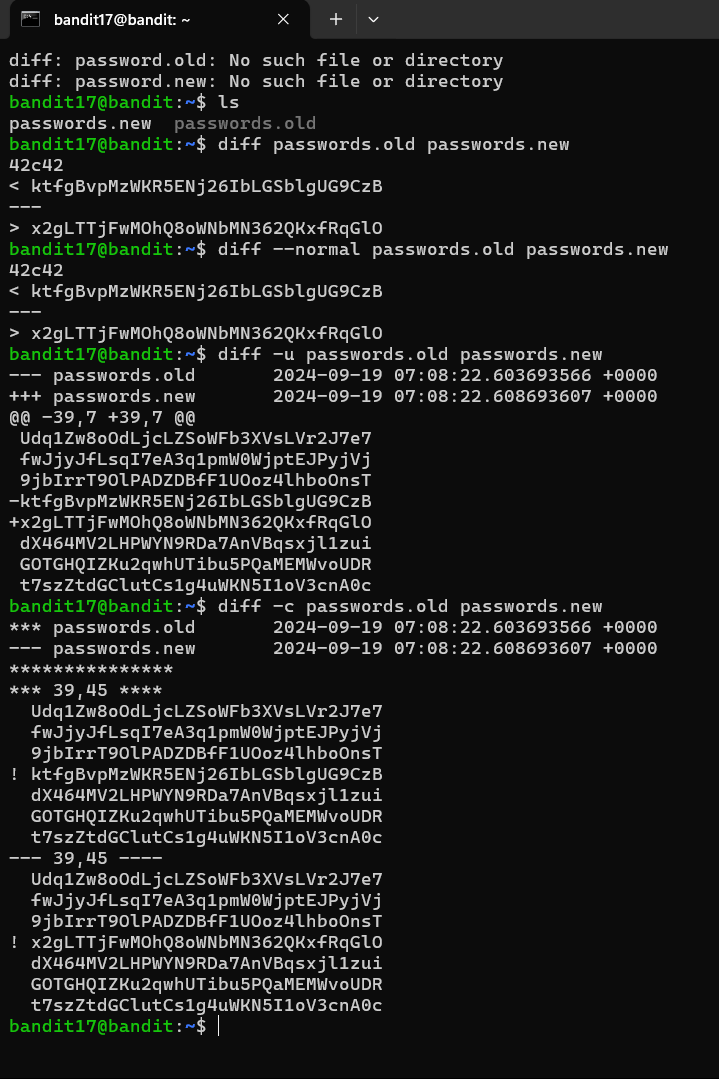 bandit17@bandit: ~
diff: password.old: No such file or directory
diff: password.new: No such file or directory
bandit17@bandit:~$ ls
passwords.new  passwords.old
bandit17@bandit:~$ diff passwords.old passwords.new
42c42
< ktfgBvpMzWKR5ENj26IbLGSblgUG9CzB
---
> x2gLTTjFwMOhQ8oWNbMN362QKxfRqGlO
bandit17@bandit:~$ diff --normal passwords.old passwords.new
42c42
< ktfgBvpMzWKR5ENj26IbLGSblgUG9CzB
---
> x2gLTTjFwMOhQ8oWNbMN362QKxfRqGlO
bandit17@bandit:~$ diff -u passwords.old passwords.new
--- passwords.old       2024-09-19 07:08:22.603693566 +0000
+++ passwords.new       2024-09-19 07:08:22.608693607 +0000
@@ -39,7 +39,7 @@
 Udq1Zw8oOdLjcLZSoWFb3XVsLVr2J7e7
 fwJjyJfLsqI7eA3q1pmW0WjptEJPyjVj
 9jbIrrT9OlPADZDBfF1UOoz4lhboOnsT
-ktfgBvpMzWKR5ENj26IbLGSblgUG9CzB
+x2gLTTjFwMOhQ8oWNbMN362QKxfRqGlO
 dX464MV2LHPWYN9RDa7AnVBqsxjl1zui
 GOTGHQIZKu2qwhUTibu5PQaMEMWvoUDR
 t7szZtdGClutCs1g4uWKN5I1oV3cnA0c
bandit17@bandit:~$ diff -c passwords.old passwords.new
*** passwords.old       2024-09-19 07:08:22.603693566 +0000
--- passwords.new       2024-09-19 07:08:22.608693607 +0000
***************
*** 39,45 ****
  Udq1Zw8oOdLjcLZSoWFb3XVsLVr2J7e7
  fwJjyJfLsqI7eA3q1pmW0WjptEJPyjVj
  9jbIrrT9OlPADZDBfF1UOoz4lhboOnsT
! ktfgBvpMzWKR5ENj26IbLGSblgUG9CzB
  dX464MV2LHPWYN9RDa7AnVBqsxjl1zui
  GOTGHQIZKu2qwhUTibu5PQaMEMWvoUDR
  t7szZtdGClutCs1g4uWKN5I1oV3cnA0c
--- 39,45 ----
  Udq1Zw8oOdLjcLZSoWFb3XVsLVr2J7e7
  fwJjyJfLsqI7eA3q1pmW0WjptEJPyjVj
  9jbIrrT9OlPADZDBfF1UOoz4lhboOnsT
! x2gLTTjFwMOhQ8oWNbMN362QKxfRqGlO
  dX464MV2LHPWYN9RDa7AnVBqsxjl1zui
  GOTGHQIZKu2qwhUTibu5PQaMEMWvoUDR
  t7szZtdGClutCs1g4uWKN5I1oV3cnA0c
bandit17@bandit:~$